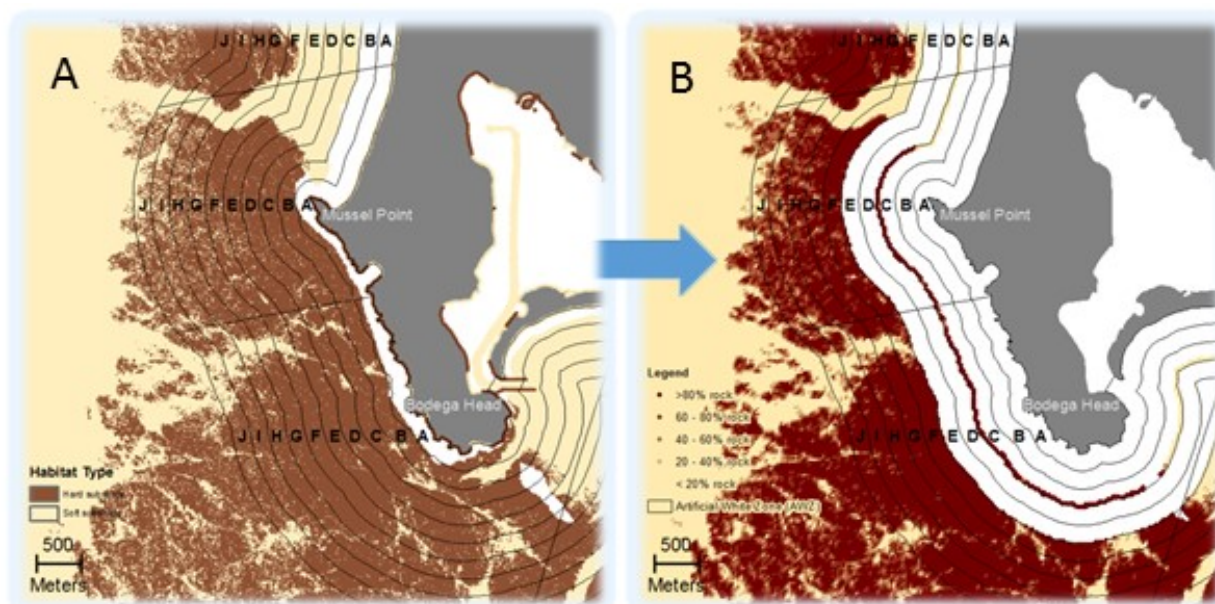 A
J I H G F E D C B A
J I H G F E D C B A
Mussel Point
Bodega Head
J I H G F E D C B A
Habitat Type
Hard substrate
Soft substrate
500
Meters
B
J I H G F E D C B A
J I H G F E D C B A
Mussel Point
Bodega Head
J I H G F E D C B A
Legend
>80% rock
60 - 80% rock
40 - 60% rock
20 - 40% rock
< 20% rock
Artificial White Zone (AWZ)
500
Meters